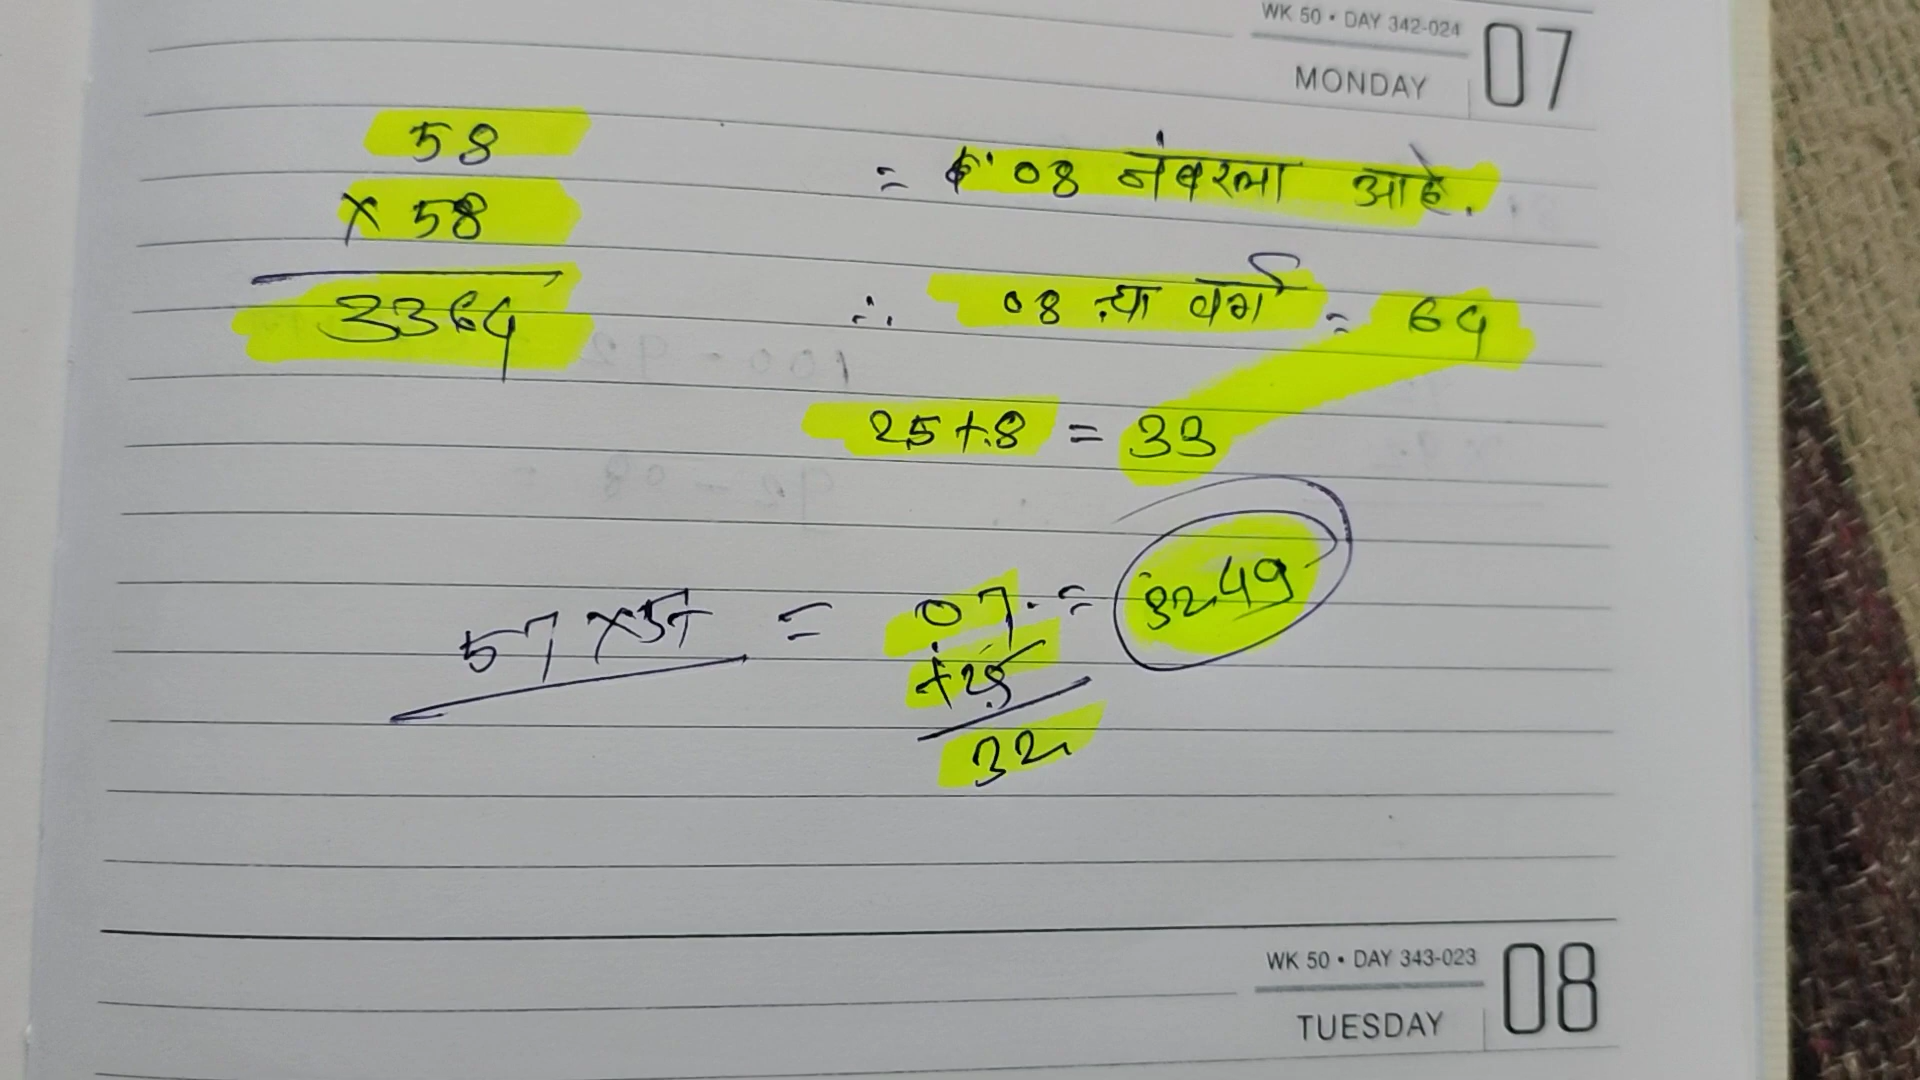 WK 50 • DAY 342-024
MONDAY 07
58
× 58
3364
= 08 नंबरला आहे.
∴ 08 चा वर्ग = 64
25 + 8 = 33
57 × 57 = 07 = 3249
+25
32
WK 50 • DAY 343-023
TUESDAY 08